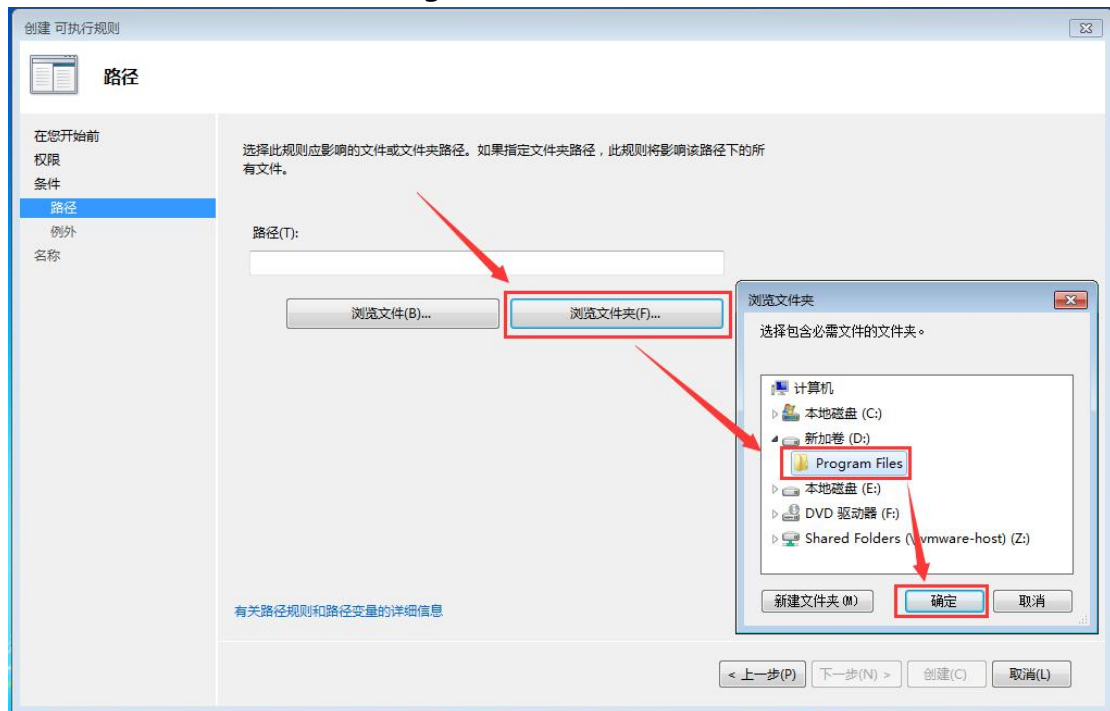 创建 可执行规则
路径
在您开始前
权限
条件
路径
例外
名称
选择此规则应影响的文件或文件夹路径。如果指定文件夹路径，此规则将影响该路径下的所
有文件。
路径(T):
浏览文件(B)...
浏览文件夹(F)...
浏览文件夹
选择包含必需文件的文件夹。
计算机
本地磁盘 (C:)
新加卷 (D:)
Program Files
本地磁盘 (E:)
DVD 驱动器 (F:)
Shared Folders (\\vmware-host) (Z:)
新建文件夹(M)
确定
取消
有关路径规则和路径变量的详细信息
< 上一步(P)
下一步(N) >
创建(C)
取消(L)